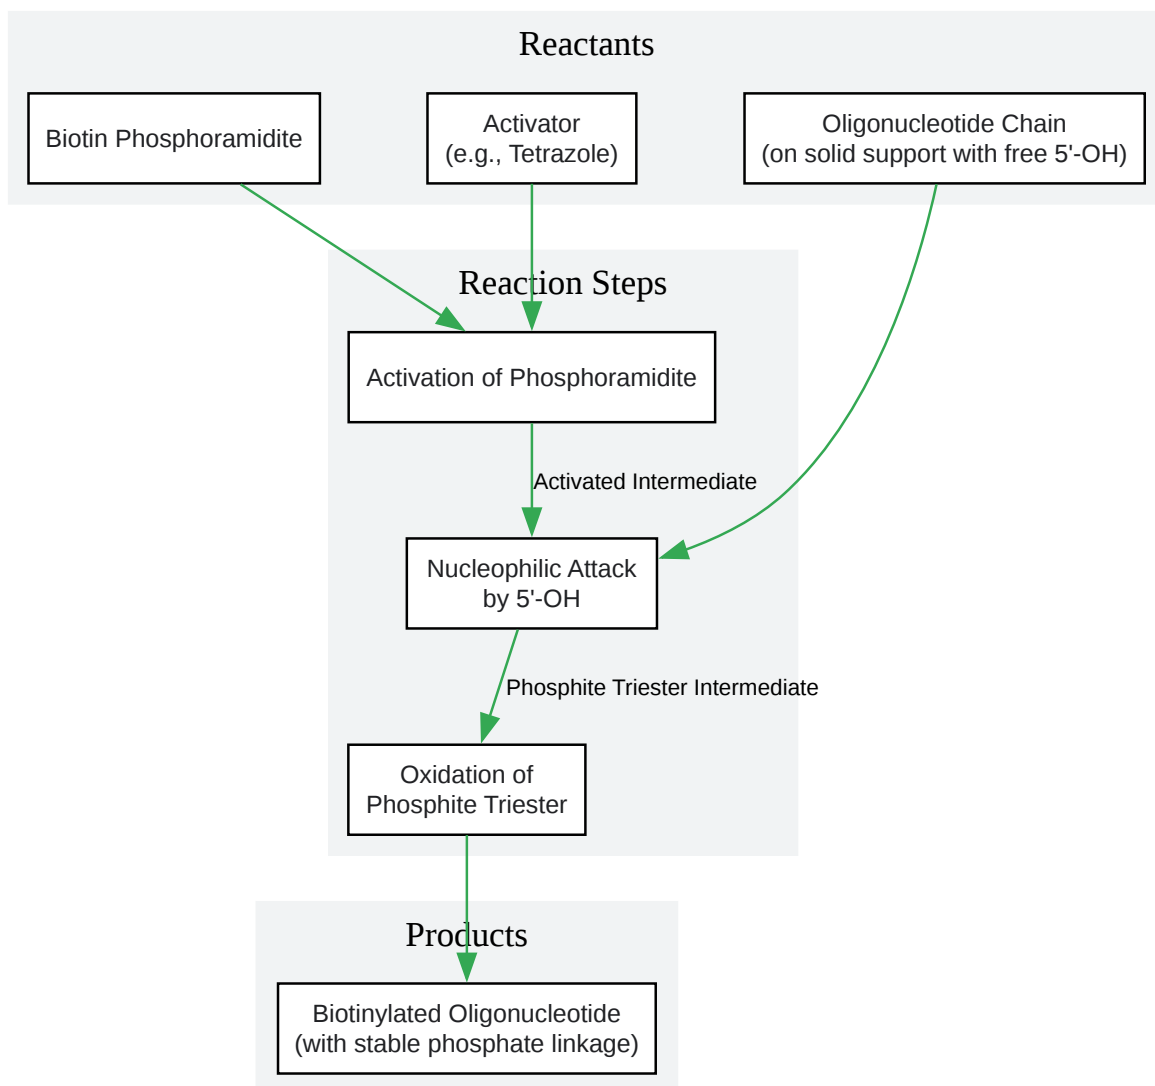 Reactants
Biotin Phosphoramidite
Activator
(e.g., Tetrazole)
Oligonucleotide Chain
(on solid support with free 5'-OH)
Reaction Steps
Activation of Phosphoramidite
Activated Intermediate
Nucleophilic Attack
by 5'-OH
Phosphite Triester Intermediate
Oxidation of
Phosphite Triester
Products
Biotinylated Oligonucleotide
(with stable phosphate linkage)